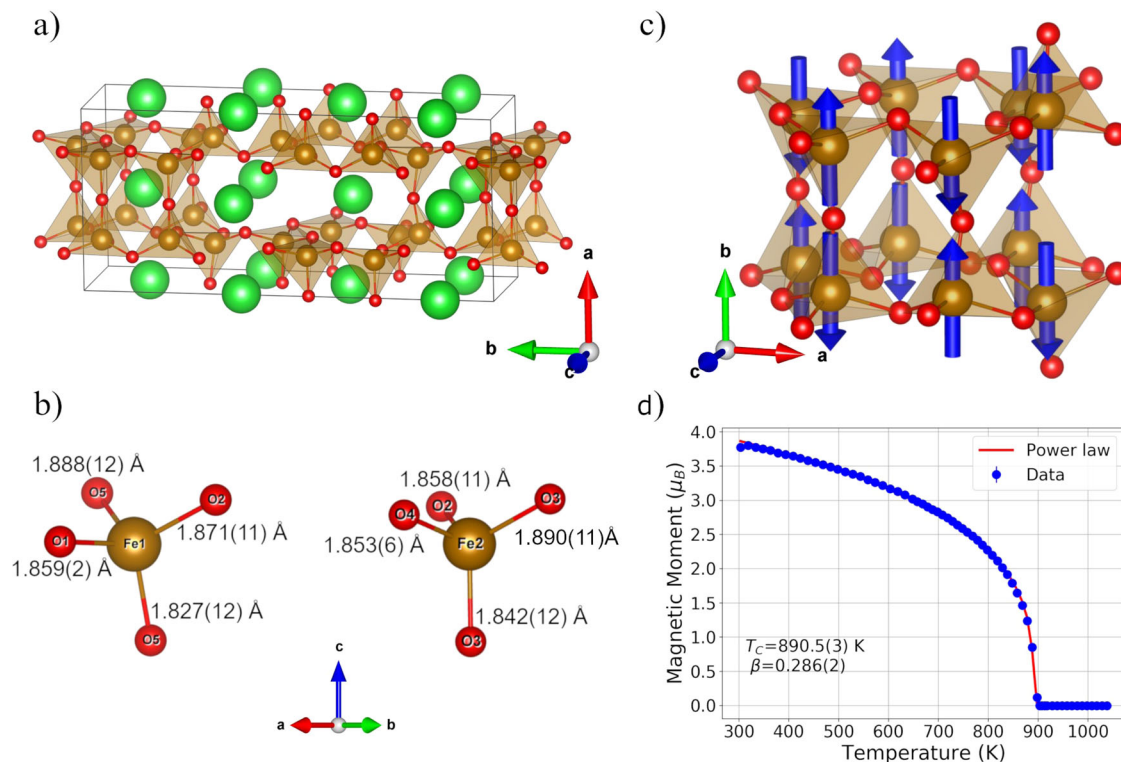 a)
a
b
c
b)
1.888(12) Å
O5
O2
1.871(11) Å
O1
Fe1
1.859(2) Å
1.827(12) Å
O5
1.858(11) Å
O2
O3
O4
1.890(11)Å
Fe2
1.853(6) Å
1.842(12) Å
O3
c
a
b
c)
b
a
c
d)
4.0
3.5
3.0
2.5
2.0
1.5
1.0
0.5
0.0
Magnetic Moment (μB)
Power law
Data
TC=890.5(3) K
β=0.286(2)
300 400 500 600 700 800 900 1000
Temperature (K)